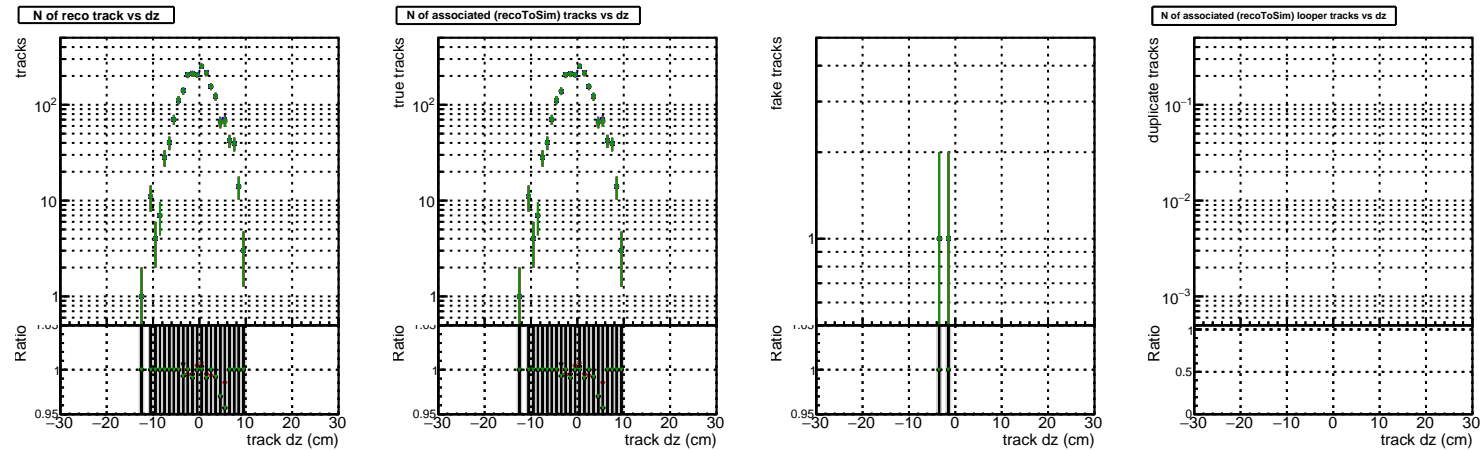 N of reco track vs dz
tracks
10²
10
1
Ratio
1
0.95
−30 −20 −10 0 10 20 30
track dz (cm)
N of associated (recoToSim) tracks vs dz
true tracks
10²
10
1
Ratio
1
0.95
−30 −20 −10 0 10 20 30
track dz (cm)
fake tracks
1
Ratio
1
0.95
−30 −20 −10 0 10 20 30
track dz (cm)
N of associated (recoToSim) looper tracks vs dz
duplicate tracks
10⁻¹
10⁻²
10⁻³
Ratio
1
0.5
0
−30 −20 −10 0 10 20 30
track dz (cm)